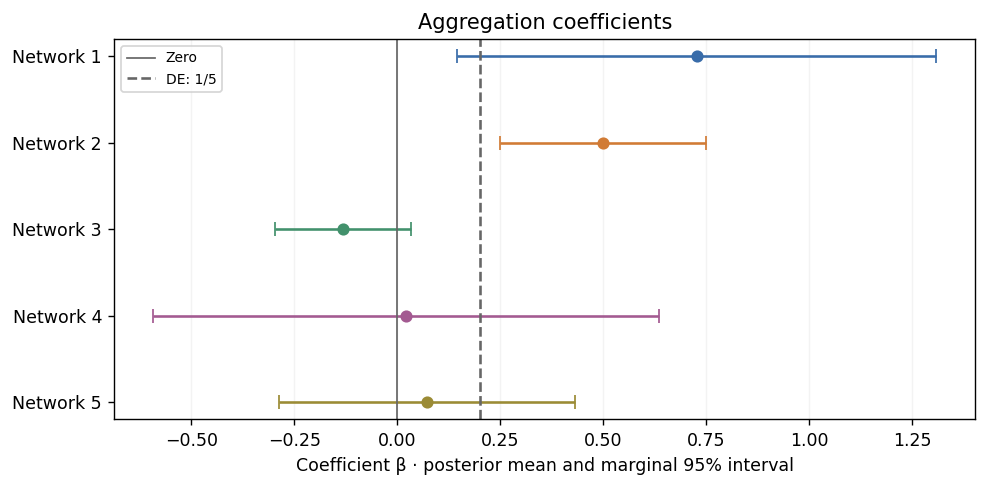 Aggregation coefficients
Zero
DE: 1/5
Network 1
Network 2
Network 3
Network 4
Network 5
−0.50 −0.25 0.00 0.25 0.50 0.75 1.00 1.25
Coefficient β · posterior mean and marginal 95% interval